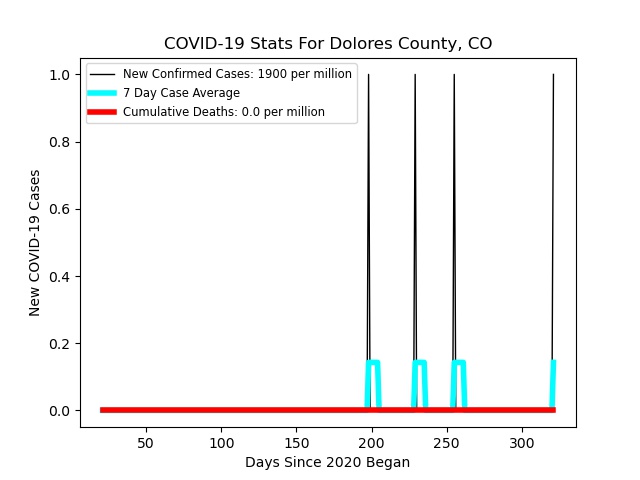 COVID-19 Stats For Dolores County, CO
New Confirmed Cases: 1900 per million
7 Day Case Average
Cumulative Deaths: 0.0 per million
New COVID-19 Cases
1.0
0.8
0.6
0.4
0.2
0.0
50 100 150 200 250 300
Days Since 2020 Began